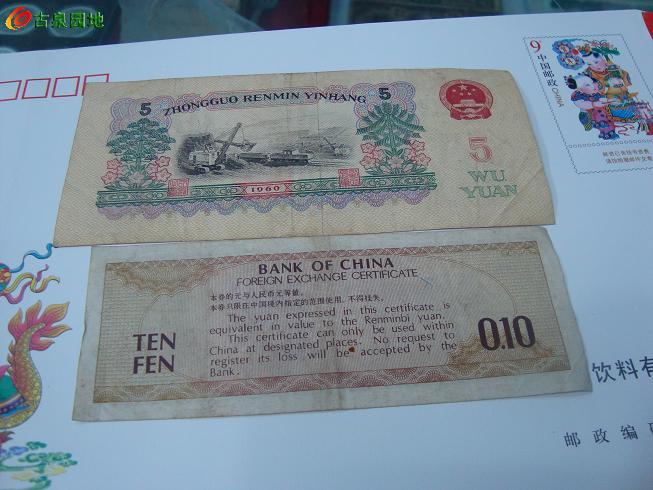 古泉园地
9
中国邮政
CHINA
5
ZHONGGUO RENMIN YINHANG
5
1960
5
WU
YUAN
BANK OF CHINA
FOREIGN EXCHANGE CERTIFICATE
本券的元与人民币元等值。
本券只限在中国境内指定的范围使用,不得挂失。
The yuan expressed in this certificate is
equivalent in value to the Renminbi yuan.
This certificate can only be used within
China at designated places. No request to
register its loss will be accepted by the
Bank.
TEN
FEN
0.10
饮料有
邮政编